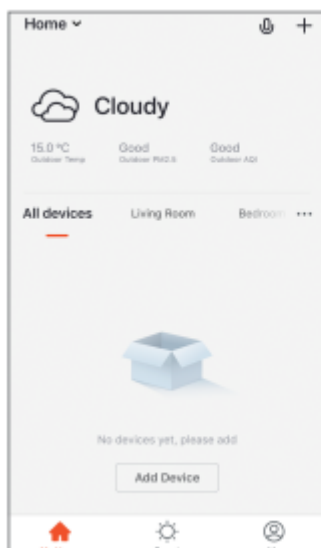 Home
Cloudy
15.0 °C Good Good
Outdoor Temp Outdoor PM2.5 Outdoor AQI
All devices Living Room Bedroom ...
No devices yet, please add
Add Device